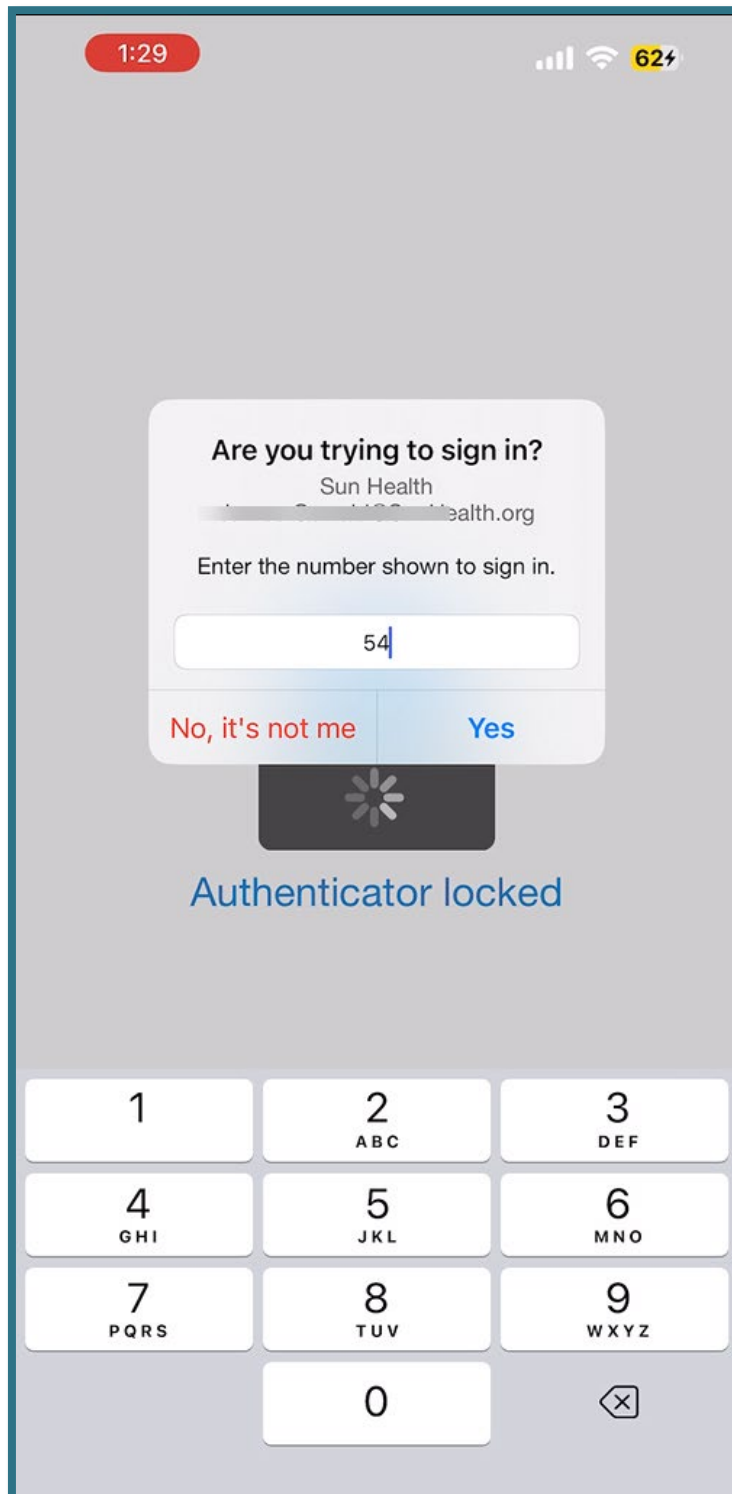 1:29
62
Are you trying to sign in?
Sun Health
ealth.org
Enter the number shown to sign in.
54
No, it's not me
Yes
Authenticator locked
1
2
ABC
3
DEF
4
GHI
5
JKL
6
MNO
7
PQRS
8
TUV
9
WXYZ
0